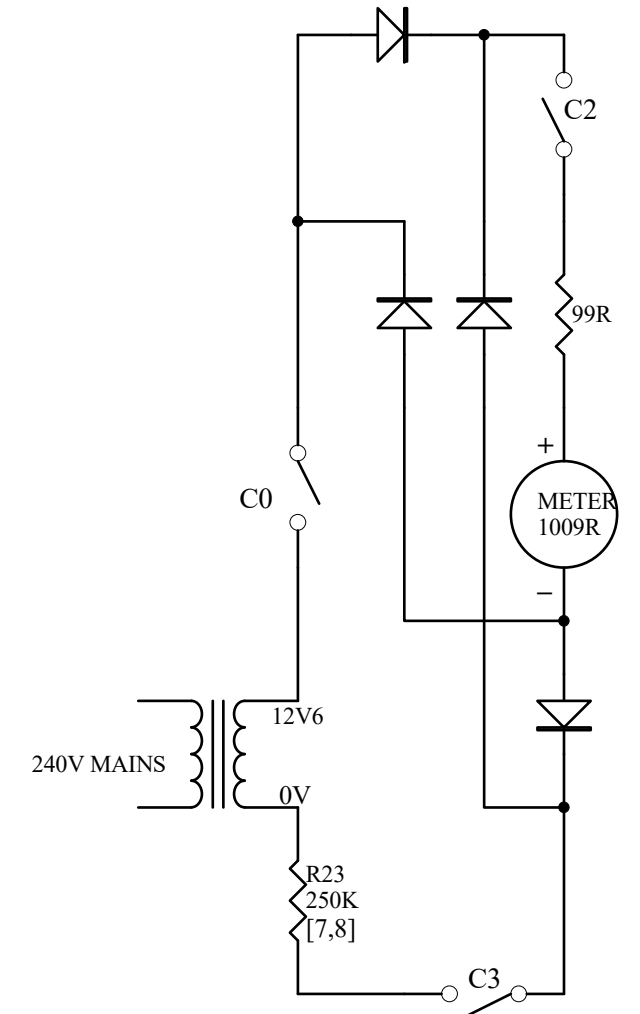 C2
99R
+
METER
1009R
−
C0
12V6
240V MAINS
0V
R23
250K
[7,8]
C3